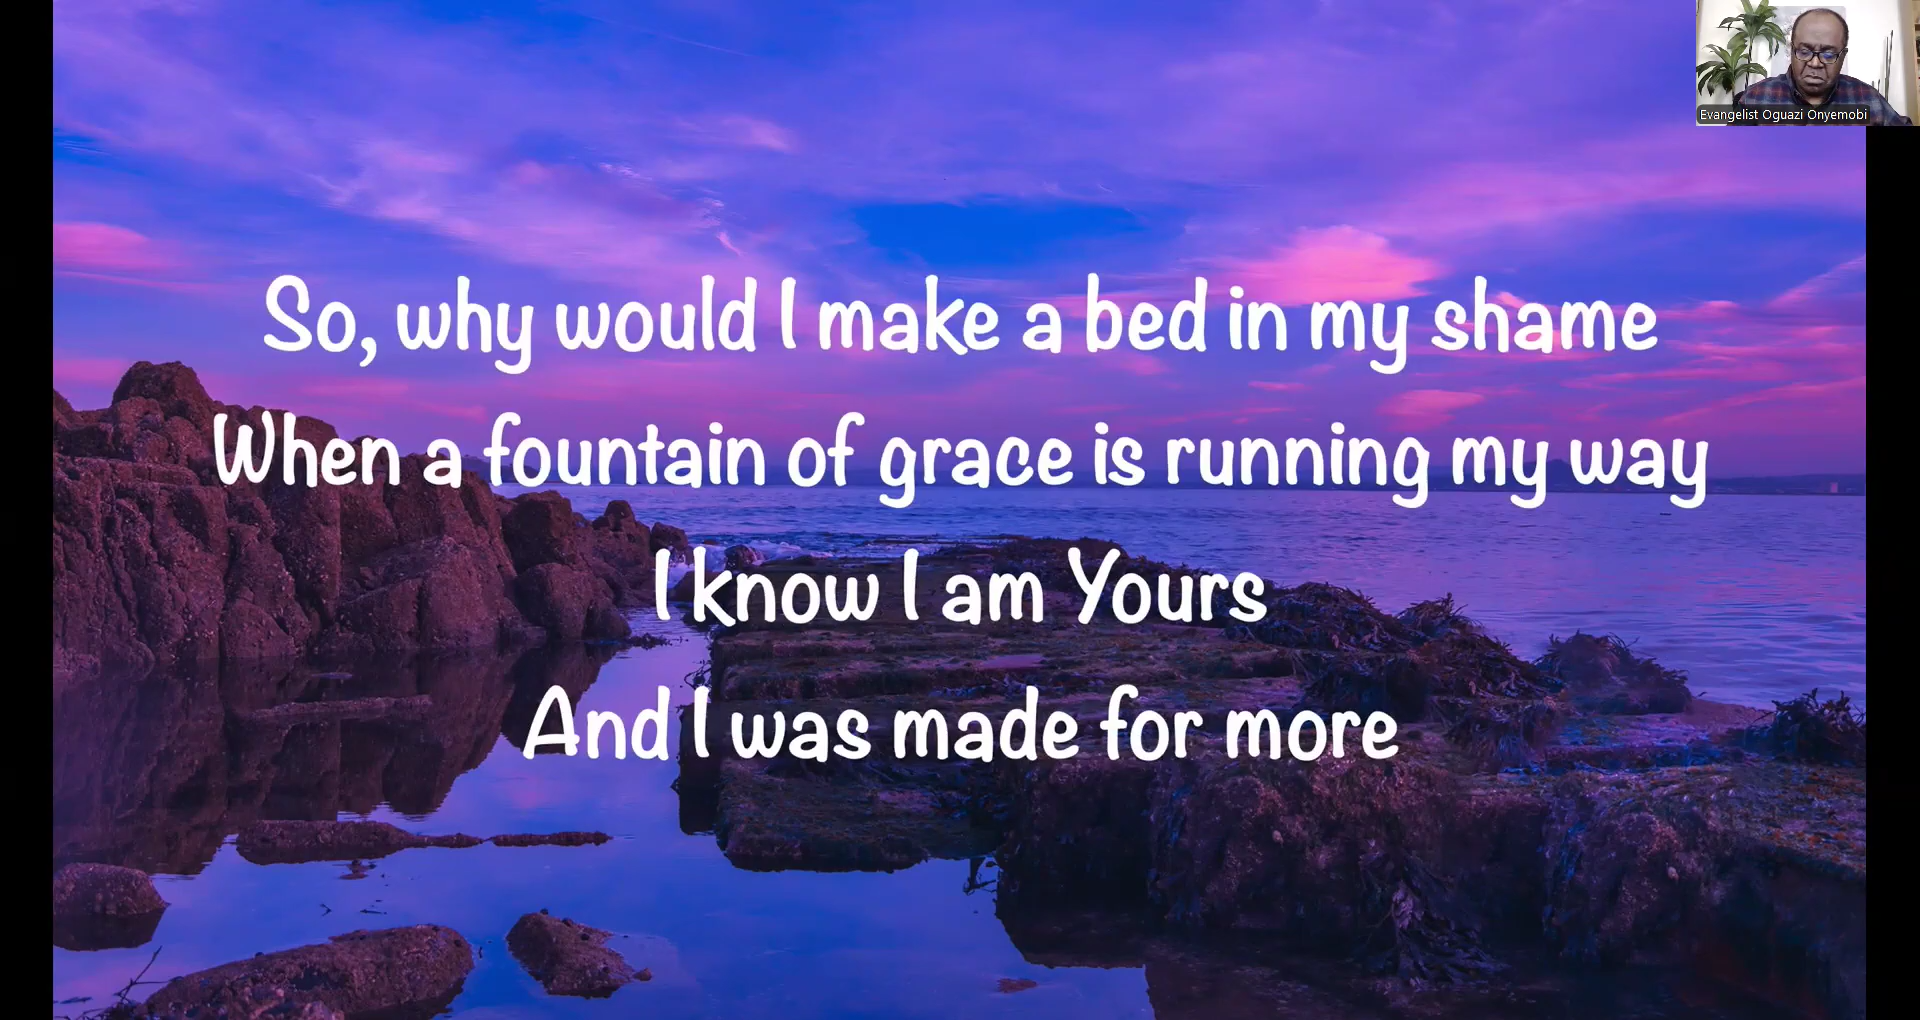 Evangelist Oguazi Onyemobi
So, why would I make a bed in my shame
When a fountain of grace is running my way
I know I am Yours
And I was made for more